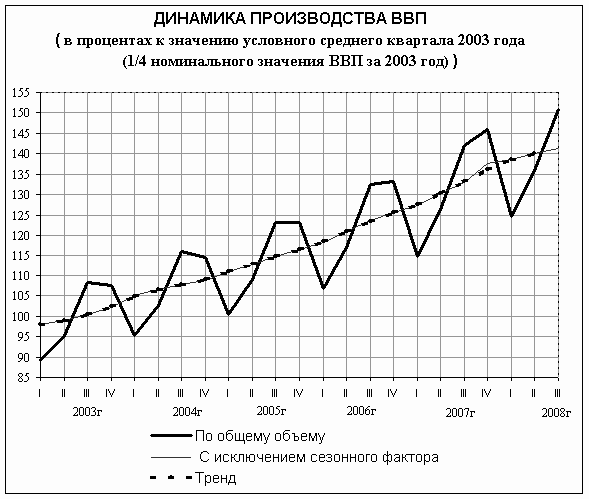 ДИНАМИКА ПРОИЗВОДСТВА ВВП
( в процентах к значению условного среднего квартала 2003 года
(1/4 номинального значения ВВП за 2003 год) )
155
150
145
140
135
130
125
120
115
110
105
100
95
90
85
I II III IV I II III IV I II III IV I II III IV I II III IV I II III
2003г 2004г 2005г 2006г 2007г 2008г
По общему объему
С исключением сезонного фактора
Тренд